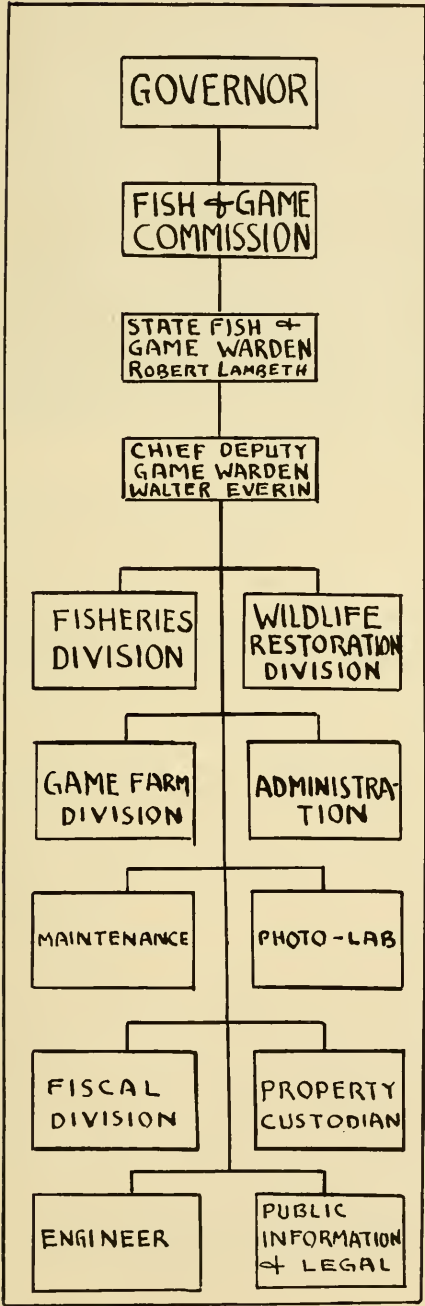 GOVERNOR
FISH & GAME
COMMISSION
STATE FISH &
GAME WARDEN
ROBERT LAMBETH
CHIEF DEPUTY
GAME WARDEN
WALTER EVERIN
FISHERIES
DIVISION
WILDLIFE
RESTORATION
DIVISION
GAME FARM
DIVISION
ADMINISTRA-
TION
MAINTENANCE
PHOTO-LAB
FISCAL
DIVISION
PROPERTY
CUSTODIAN
ENGINEER
PUBLIC
INFORMATION
& LEGAL